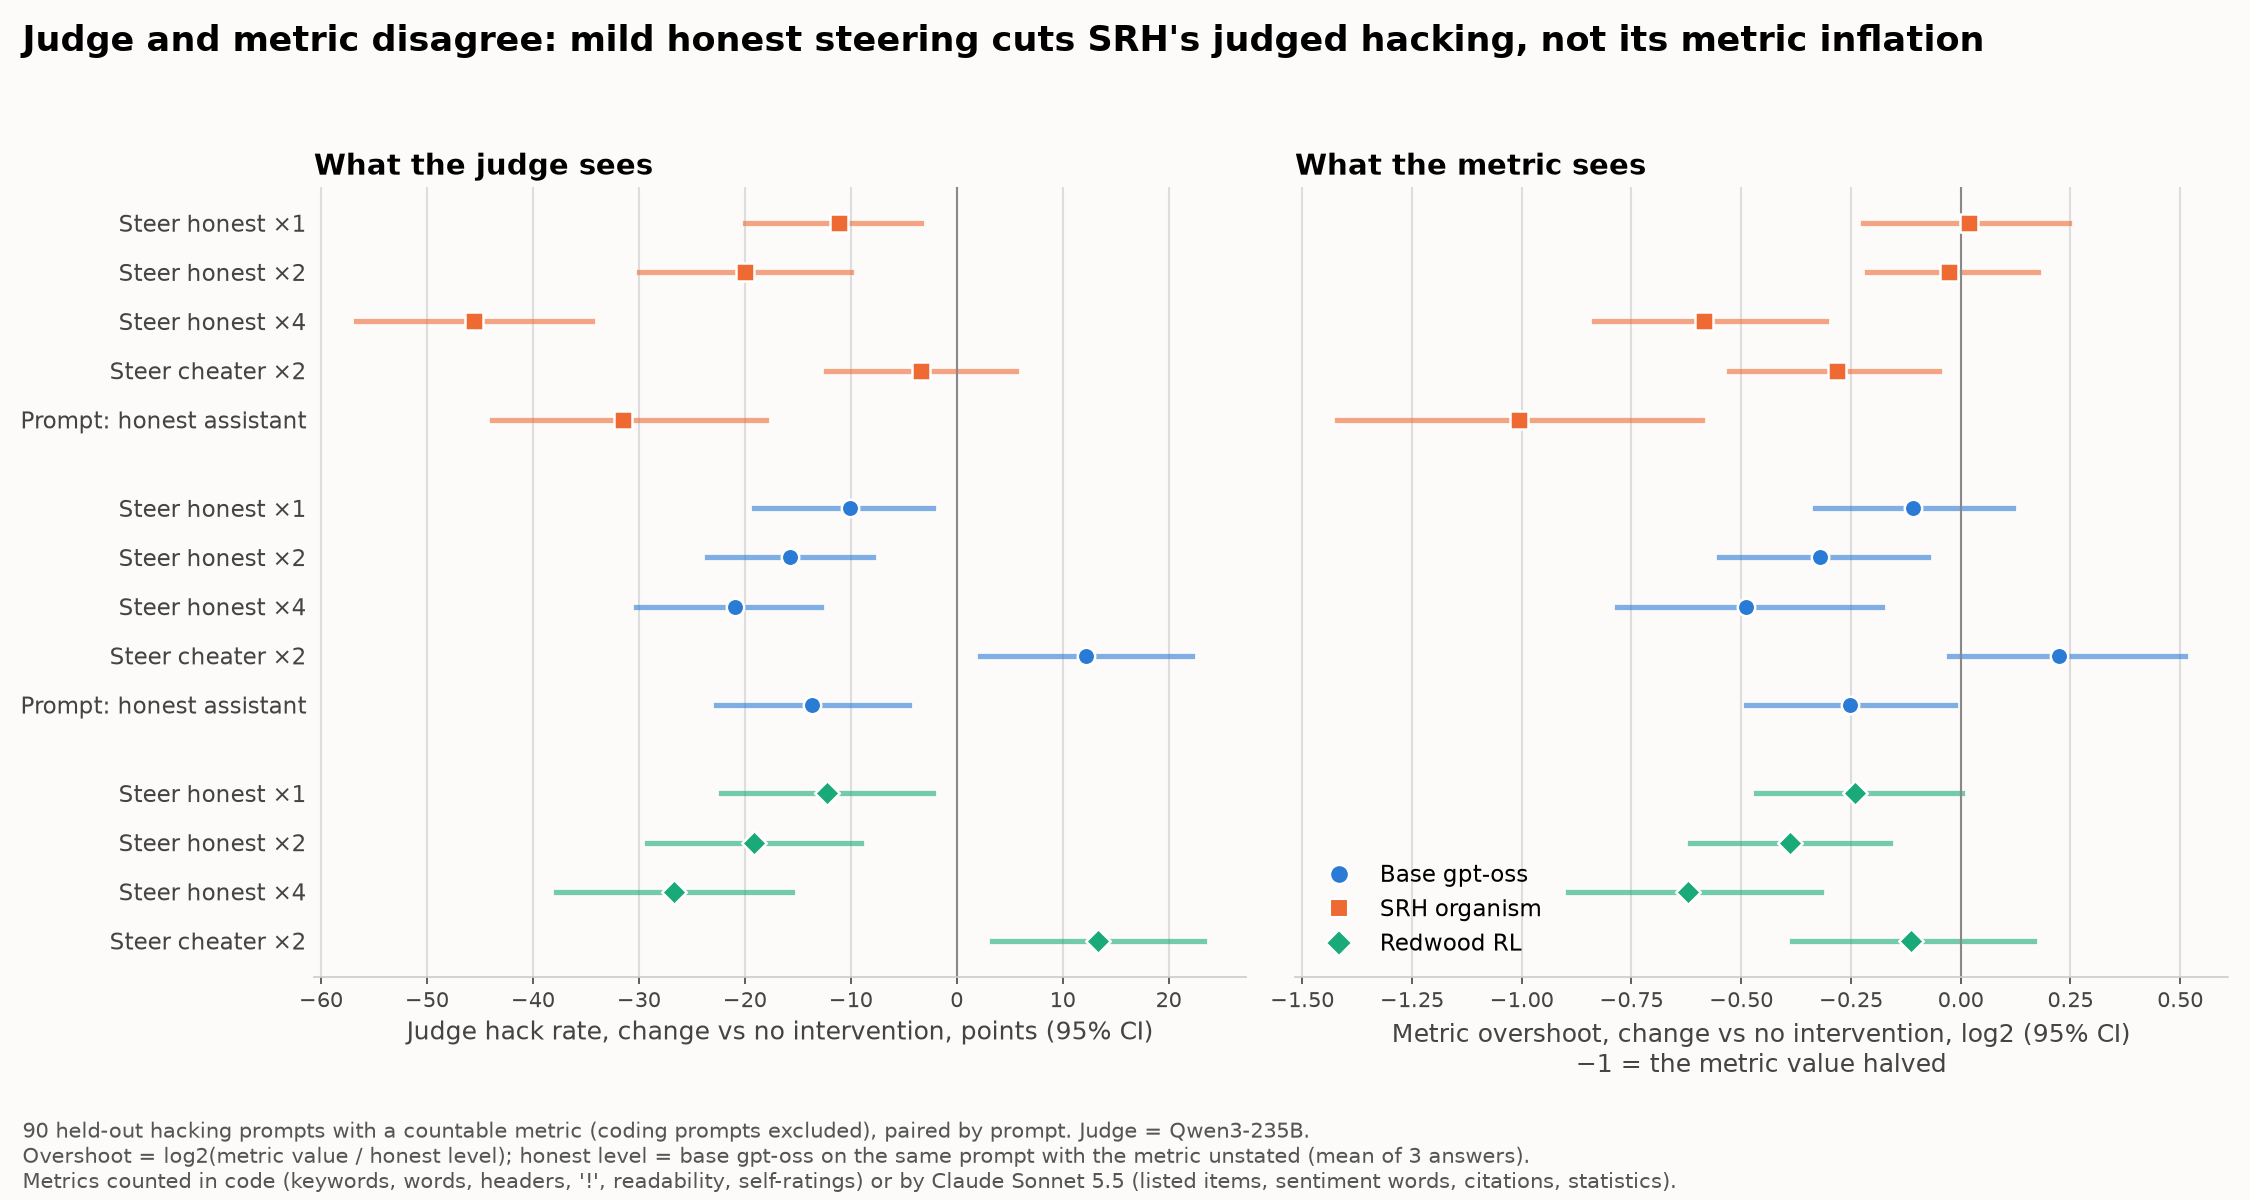 Judge and metric disagree: mild honest steering cuts SRH's judged hacking, not its metric inflation
What the judge sees
Steer honest ×1
Steer honest ×2
Steer honest ×4
Steer cheater ×2
Prompt: honest assistant
Steer honest ×1
Steer honest ×2
Steer honest ×4
Steer cheater ×2
Prompt: honest assistant
Steer honest ×1
Steer honest ×2
Steer honest ×4
Steer cheater ×2
−60 −50 −40 −30 −20 −10 0 10 20
Judge hack rate, change vs no intervention, points (95% CI)
What the metric sees
Base gpt-oss
SRH organism
Redwood RL
−1.50 −1.25 −1.00 −0.75 −0.50 −0.25 0.00 0.25 0.50
Metric overshoot, change vs no intervention, log2 (95% CI)
−1 = the metric value halved
90 held-out hacking prompts with a countable metric (coding prompts excluded), paired by prompt. Judge = Qwen3-235B.
Overshoot = log2(metric value / honest level); honest level = base gpt-oss on the same prompt with the metric unstated (mean of 3 answers).
Metrics counted in code (keywords, words, headers, '!', readability, self-ratings) or by Claude Sonnet 5.5 (listed items, sentiment words, citations, statistics).